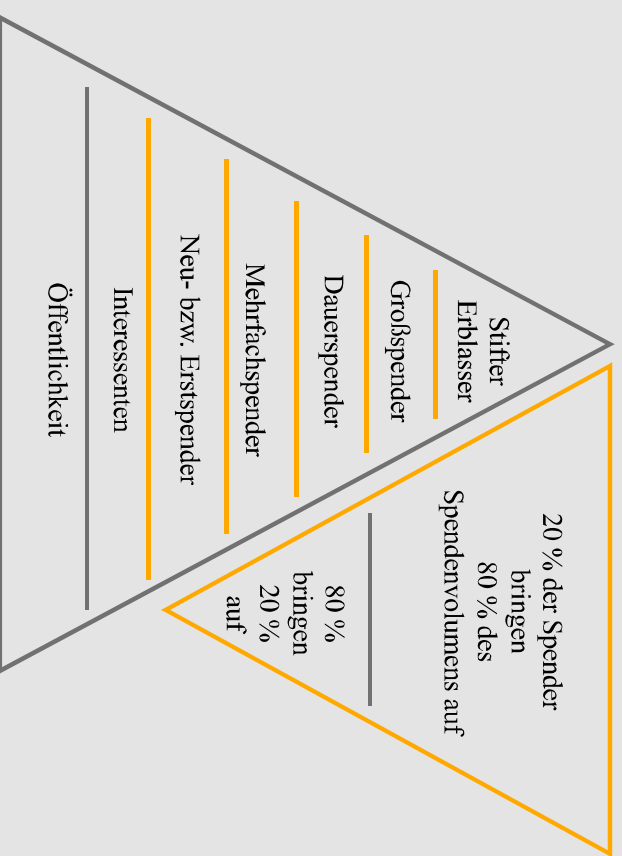 Stifter
Erblasser
Großspender
Dauerspender
Mehrfachspender
Neu- bzw. Erstspender
Interessenten
Öffentlichkeit
20 % der Spender
bringen
80 % des
Spendenvolumens auf
80 %
bringen
20 %
auf